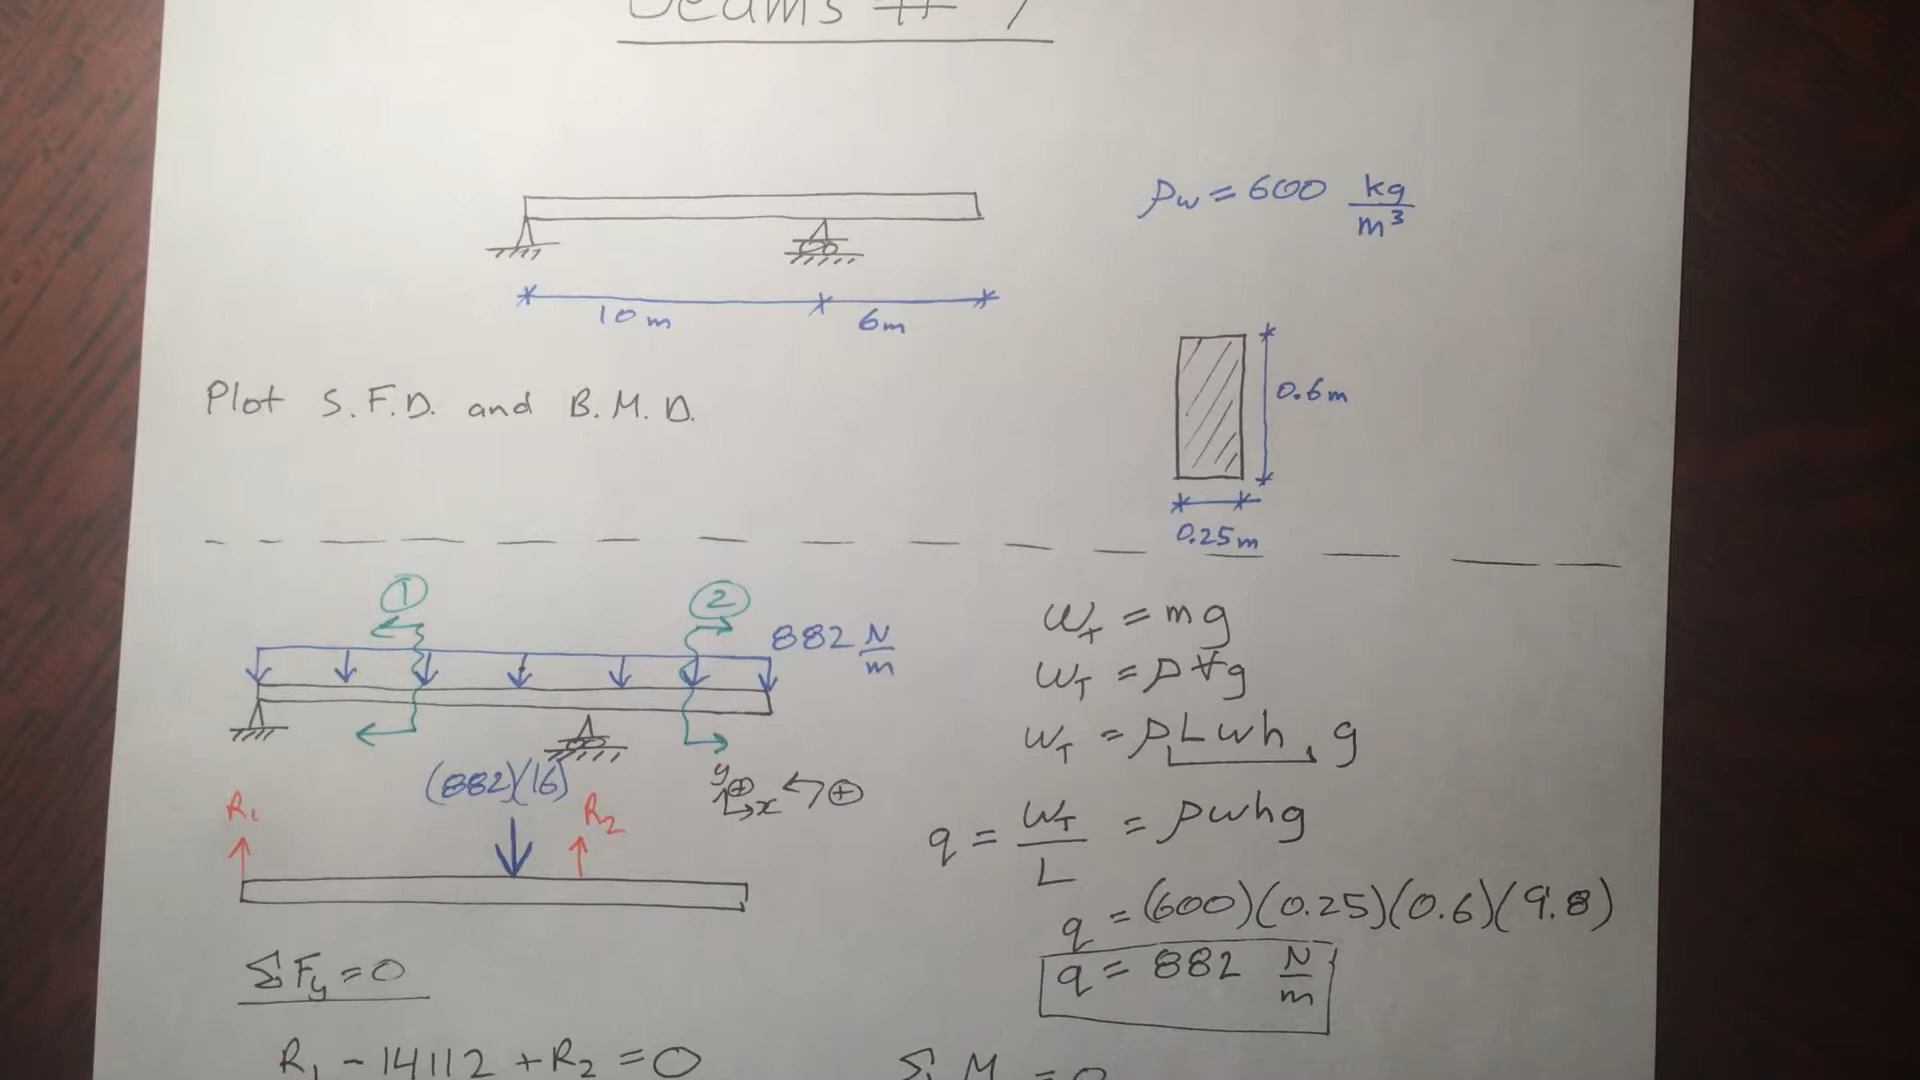 Beams # 7
ρw = 600 kg/m³
10 m
6m
0.6m
0.25m
Plot S.F.D. and B.M.D.
1
2
882 N/m
(882)(16)
y
x
R1
R2
ΣFy = 0
R1 - 14112 + R2 = 0
WT = mg
WT = ρ∀g
WT = ρLwh.g
q = WT/L = ρwhg
q = (600)(0.25)(0.6)(9.8)
q = 882 N/m
ΣM = 0